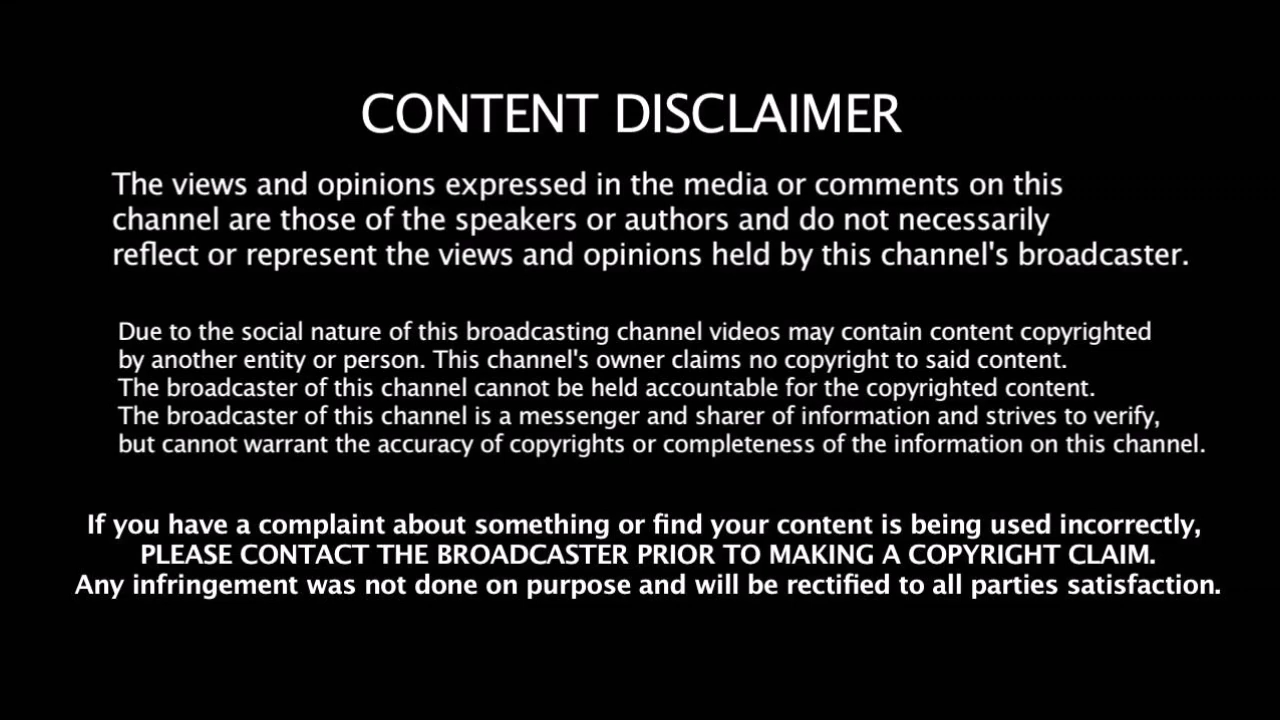 CONTENT DISCLAIMER
The views and opinions expressed in the media or comments on this
channel are those of the speakers or authors and do not necessarily
reflect or represent the views and opinions held by this channel's broadcaster.
Due to the social nature of this broadcasting channel videos may contain content copyrighted
by another entity or person. This channel's owner claims no copyright to said content.
The broadcaster of this channel cannot be held accountable for the copyrighted content.
The broadcaster of this channel is a messenger and sharer of information and strives to verify,
but cannot warrant the accuracy of copyrights or completeness of the information on this channel.
If you have a complaint about something or find your content is being used incorrectly,
PLEASE CONTACT THE BROADCASTER PRIOR TO MAKING A COPYRIGHT CLAIM.
Any infringement was not done on purpose and will be rectified to all parties satisfaction.